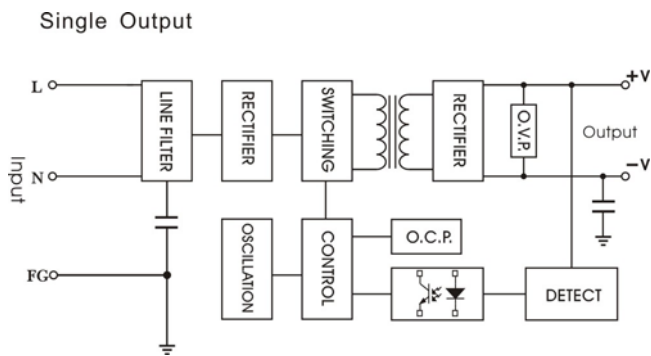 Single Output
L
N
FG
Input
LINE FILTER
RECTIFIER
SWITCHING
RECTIFIER
O.V.P.
+V
Output
-V
OSCILLATION
CONTROL
O.C.P.
DETECT